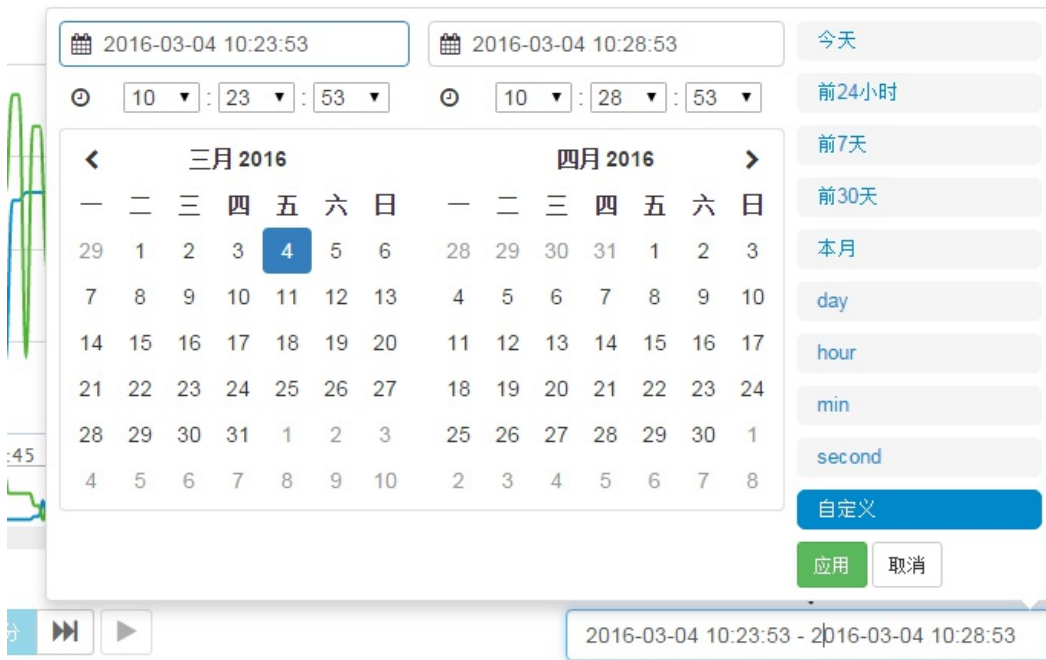 2016-03-04 10:23:53
2016-03-04 10:28:53
10 : 23 : 53
10 : 28 : 53
三月 2016
一 二 三 四 五 六 日
29 1 2 3 4 5 6
7 8 9 10 11 12 13
14 15 16 17 18 19 20
21 22 23 24 25 26 27
28 29 30 31 1 2 3
4 5 6 7 8 9 10
四月 2016
一 二 三 四 五 六 日
28 29 30 31 1 2 3
4 5 6 7 8 9 10
11 12 13 14 15 16 17
18 19 20 21 22 23 24
25 26 27 28 29 30 1
2 3 4 5 6 7 8
今天
前24小时
前7天
前30天
本月
day
hour
min
second
自定义
应用
取消
:45
份
2016-03-04 10:23:53 - 2016-03-04 10:28:53